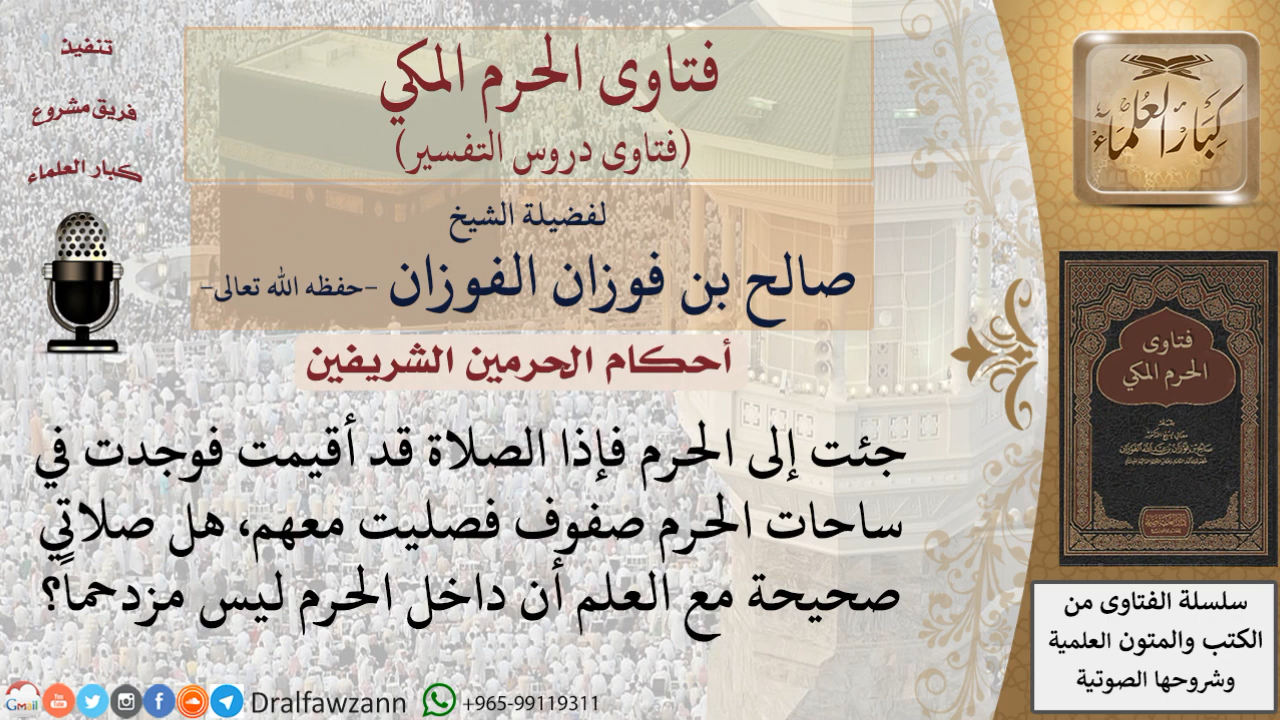 تنفيذ
فريق مشروع
كبار العلماء
فتاوى الحرم المكي
(فتاوى دروس التفسير)
لفضيلة الشيخ
صالح بن فوزان الفوزان -حفظه الله تعالى-
أحكام الحرمين الشريفين
جئت إلى الحرم فإذا الصلاة قد أقيمت فوجدت في
ساحات الحرم صفوف فصليت معهم، هل صلاتي
صحيحة مع العلم أن داخل الحرم ليس مزدحماً؟
كبار العلماء
فتاوى
الحرم المكي
سلسلة الفتاوى من
الكتب والمتون العلمية
وشروحها الصوتية
Gmail
You Tube
Dralfawzann
+965-99119311